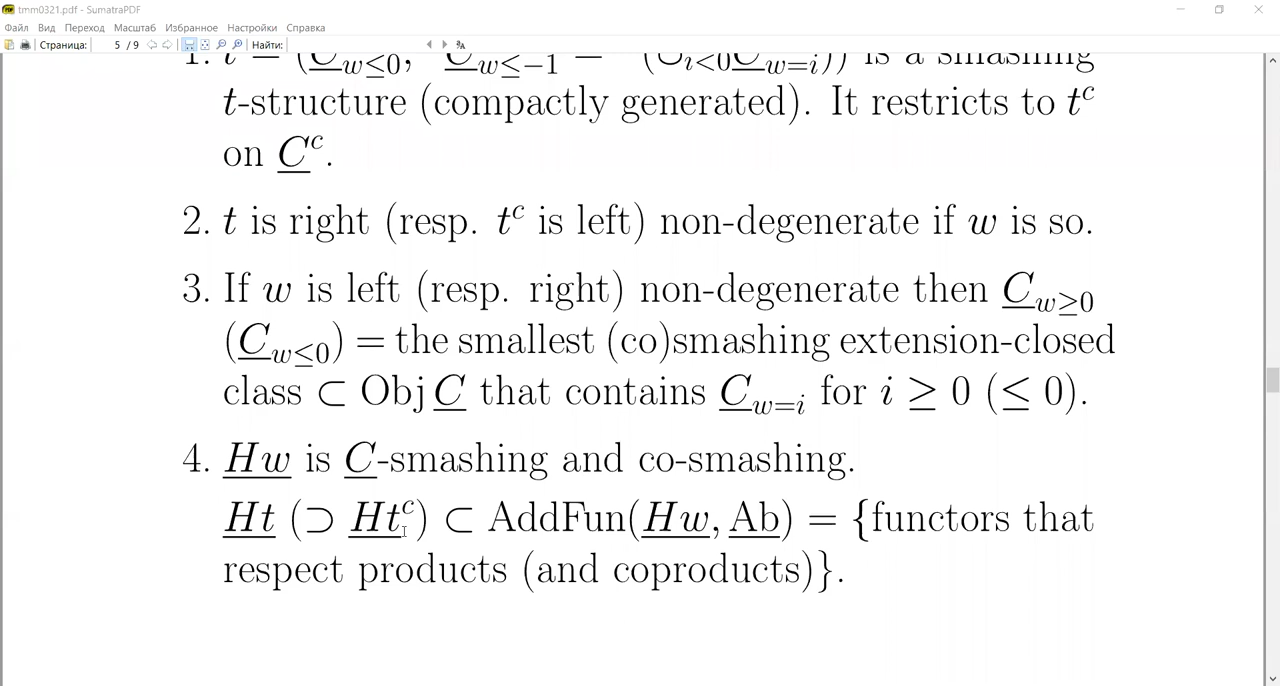 tmm0321.pdf - SumatraPDF
Файл Вид Переход Масштаб Избранное Настройки Справка
Страница: 5 / 9 Найти:
is a smashing
t-structure (compactly generated). It restricts to t^c
on C^c.
2. t is right (resp. t^c is left) non-degenerate if w is so.
3. If w is left (resp. right) non-degenerate then C_{w≥0}
(C_{w≤0}) = the smallest (co)smashing extension-closed
class ⊂ Obj C that contains C_{w=i} for i ≥ 0 (≤ 0).
4. Hw is C-smashing and co-smashing.
Ht (⊃ Ht^c) ⊂ AddFun(Hw, Ab) = {functors that
respect products (and coproducts)}.